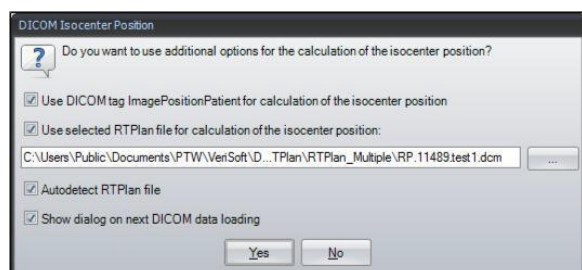 DICOM Isocenter Position
Do you want to use additional options for the calculation of the isocenter position?
Use DICOM tag ImagePositionPatient for calculation of the isocenter position
Use selected RTPlan file for calculation of the isocenter position:
C:\Users\Public\Documents\PTW\VeriSoft\D...TPlan\RTPlan_Multiple\RP.11489.test1.dcm
...
Autodetect RTPlan file
Show dialog on next DICOM data loading
Yes No